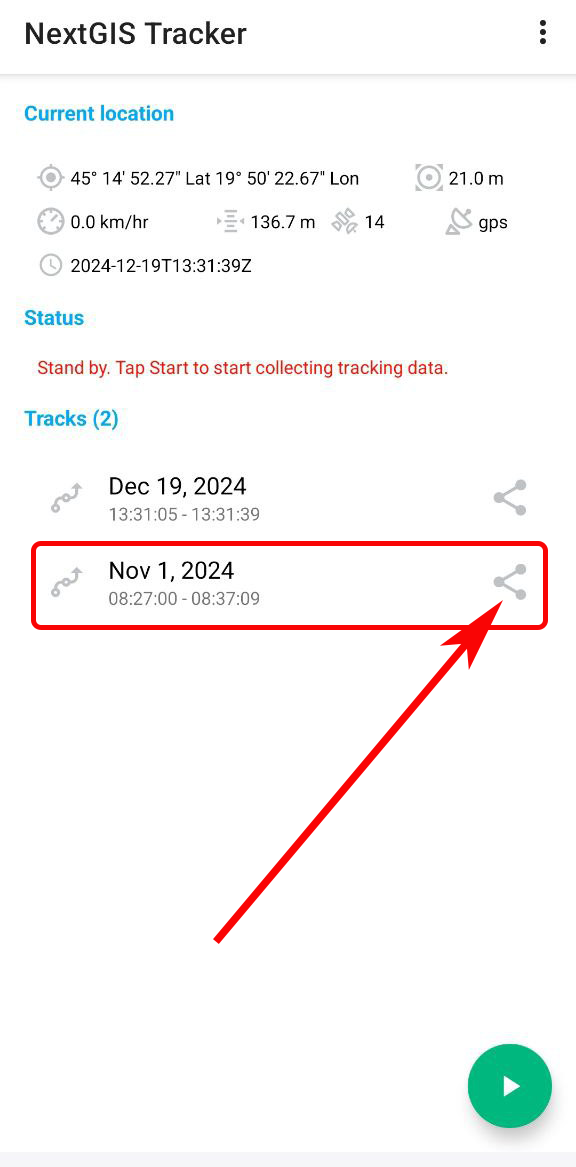 NextGIS Tracker
Current location
45° 14' 52.27" Lat 19° 50' 22.67" Lon 21.0 m
0.0 km/hr 136.7 m 14 gps
2024-12-19T13:31:39Z
Status
Stand by. Tap Start to start collecting tracking data.
Tracks (2)
Dec 19, 2024
13:31:05 - 13:31:39
Nov 1, 2024
08:27:00 - 08:37:09